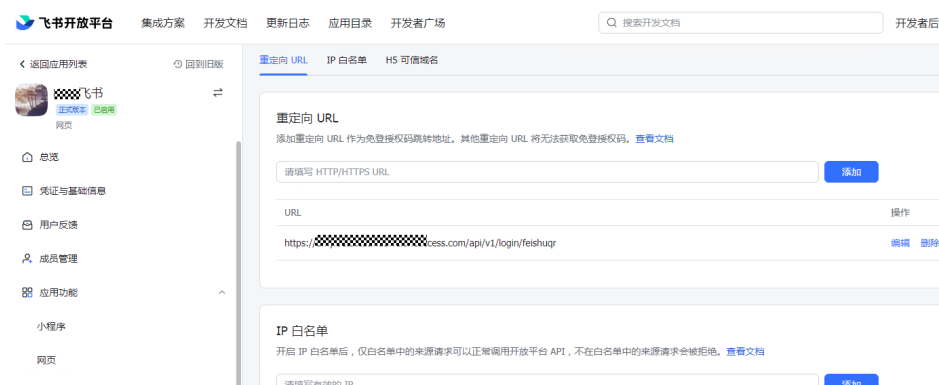 飞书开放平台 集成方案 开发文档 更新日志 应用目录 开发者广场 搜索开发文档 开发者后
返回应用列表 回到旧版
重定向 URL IP 白名单 H5 可信域名
飞书
正式版本 已启用
网页
总览
凭证与基础信息
用户反馈
成员管理
应用功能
小程序
网页
重定向 URL
添加重定向 URL 作为免登授权码跳转地址。其他重定向 URL 将无法获取免登授权码。查看文档
请填写 HTTP/HTTPS URL 添加
URL 操作
https:// cess.com/api/v1/login/feishuqr 编辑 删除
IP 白名单
开启 IP 白名单后，仅白名单中的来源请求可以正常调用开放平台 API，不在白名单中的来源请求会被拒绝。查看文档
请填写有效的 IP 添加